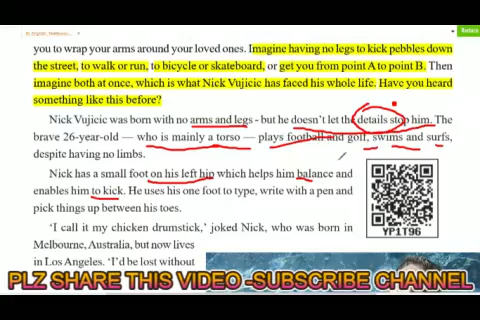 you to wrap your arms around your loved ones. Imagine having no legs to kick pebbles down
the street, to walk or run, to bicycle or skateboard, or get you from point A to point B. Then
imagine both at once, which is what Nick Vujicic has faced his whole life. Have you heard
something like this before?
Nick Vujicic was born with no arms and legs - but he doesn't let the details stop him. The
brave 26-year-old — who is mainly a torso — plays football and golf, swims and surfs,
despite having no limbs.
Nick has a small foot on his left hip which helps him balance and
enables him to kick. He uses his one foot to type, write with a pen and
pick things up between his toes.
YP1T96
'I call it my chicken drumstick,' joked Nick, who was born in
Melbourne, Australia, but now lives
in Los Angeles. 'I'd be lost without
PLZ SHARE THIS VIDEO -SUBSCRIBE CHANNEL